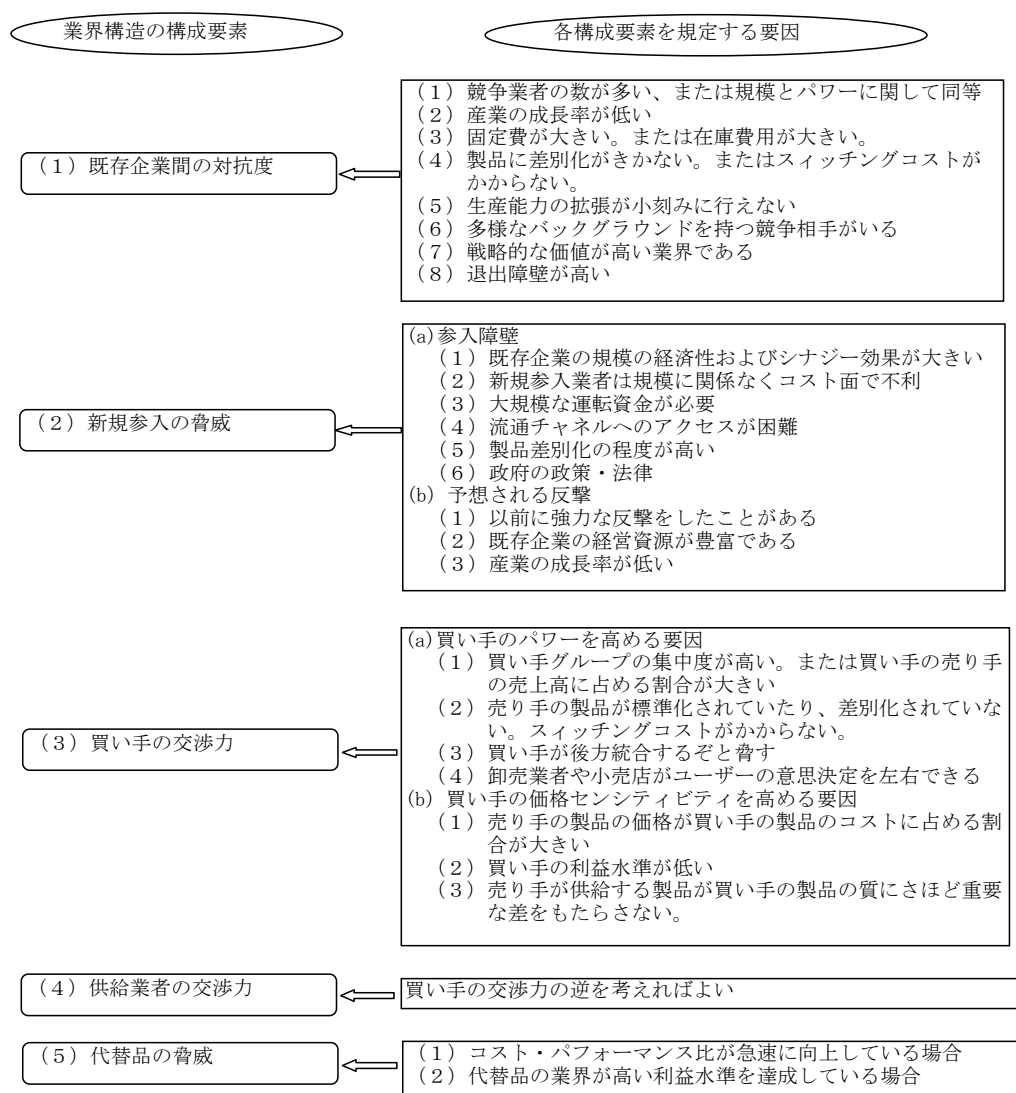 業界構造の構成要素
各構成要素を規定する要因
(1)既存企業間の対抗度
(1)競争業者の数が多い、または規模とパワーに関して同等
(2)産業の成長率が低い
(3)固定費が大きい。または在庫費用が大きい。
(4)製品に差別化がきかない。またはスィッチングコストが
かからない。
(5)生産能力の拡張が小刻みに行えない
(6)多様なバックグラウンドを持つ競争相手がいる
(7)戦略的な価値が高い業界である
(8)退出障壁が高い
(2)新規参入の脅威
(a)参入障壁
(1)既存企業の規模の経済性およびシナジー効果が大きい
(2)新規参入業者は規模に関係なくコスト面で不利
(3)大規模な運転資金が必要
(4)流通チャネルへのアクセスが困難
(5)製品差別化の程度が高い
(6)政府の政策・法律
(b) 予想される反撃
(1)以前に強力な反撃をしたことがある
(2)既存企業の経営資源が豊富である
(3)産業の成長率が低い
(3)買い手の交渉力
(a)買い手のパワーを高める要因
(1)買い手グループの集中度が高い。または買い手の売り手
の売上高に占める割合が大きい
(2)売り手の製品が標準化されていたり、差別化されていな
い。スィッチングコストがかからない。
(3)買い手が後方統合するぞと脅す
(4)卸売業者や小売店がユーザーの意思決定を左右できる
(b) 買い手の価格センシティビティを高める要因
(1)売り手の製品の価格が買い手の製品のコストに占める割
合が大きい
(2)買い手の利益水準が低い
(3)売り手が供給する製品が買い手の製品の質にさほど重要
な差をもたらさない。
(4)供給業者の交渉力
買い手の交渉力の逆を考えればよい
(5)代替品の脅威
(1)コスト・パフォーマンス比が急速に向上している場合
(2)代替品の業界が高い利益水準を達成している場合